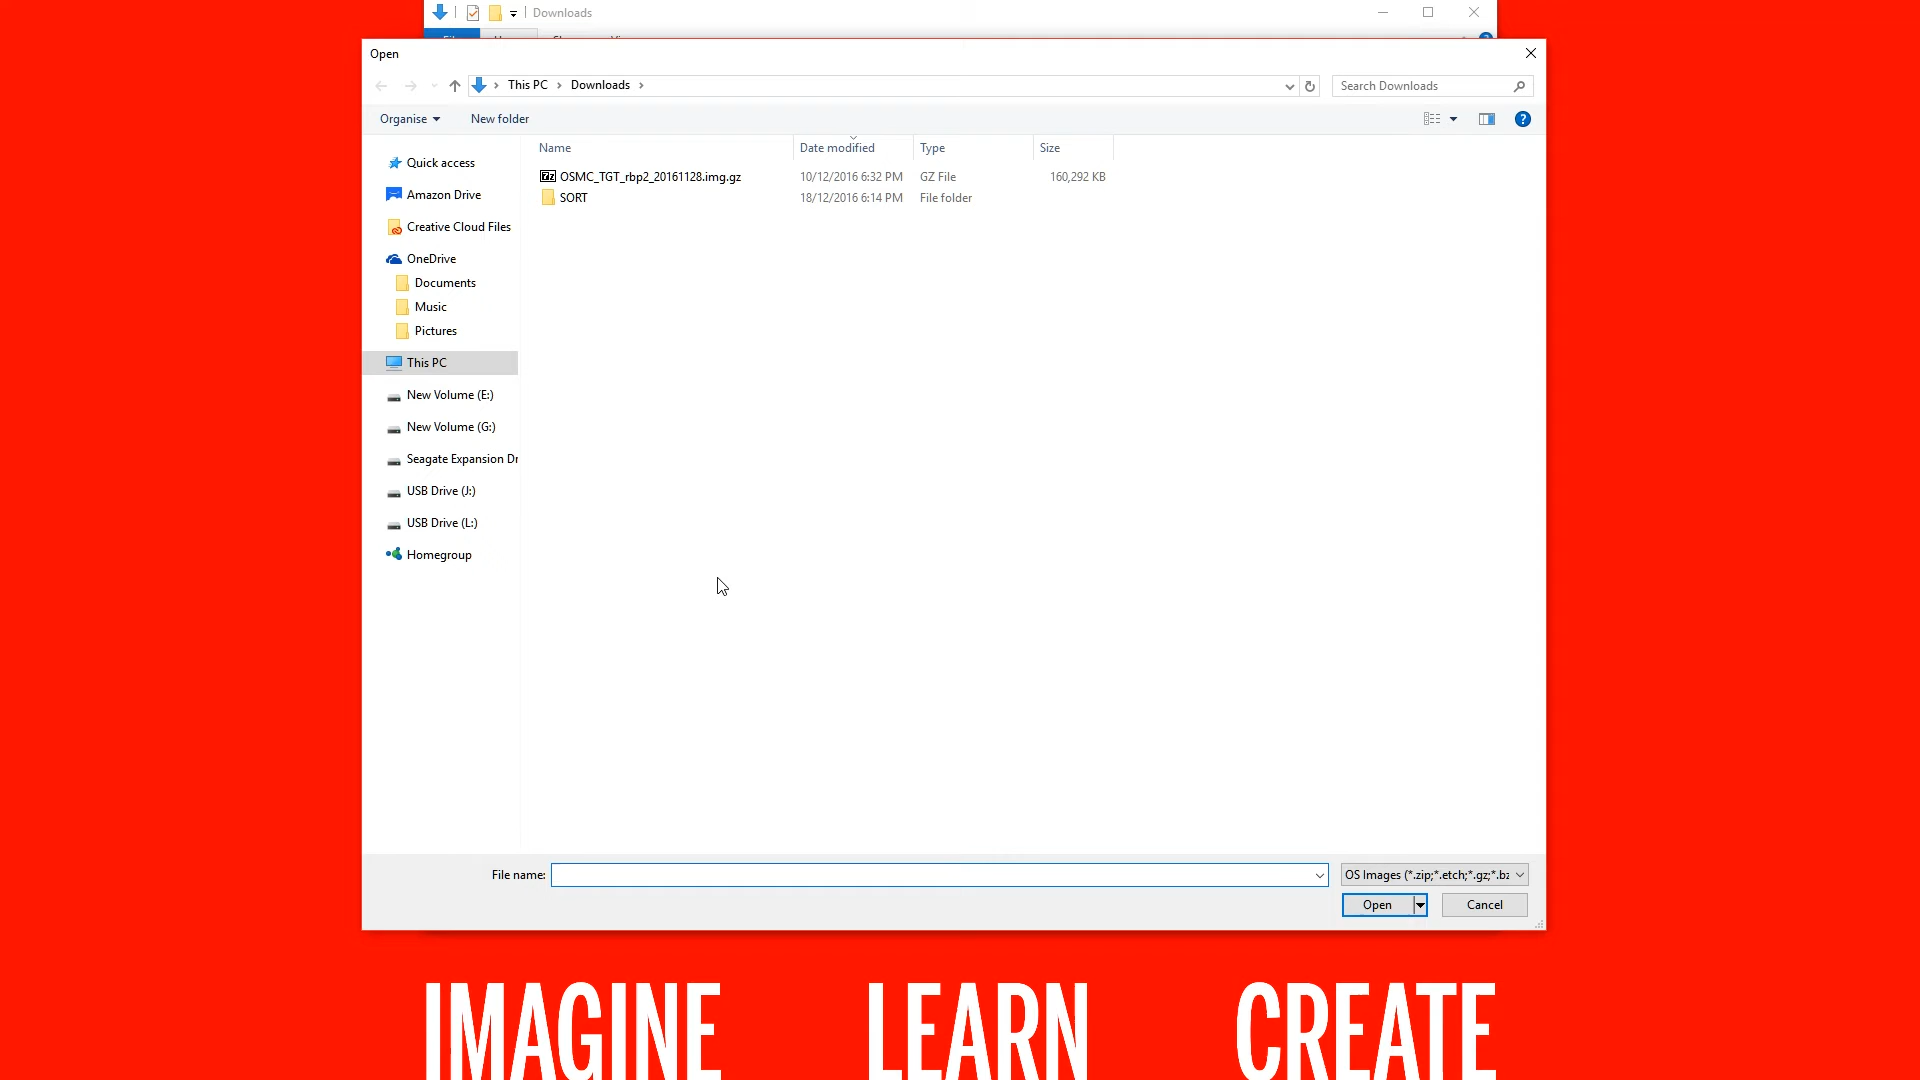 Downloads
Open
This PC > Downloads >
Search Downloads
Organise
New folder
Name
Date modified
Type
Size
OSMC_TGT_rbp2_20161128.img.gz
10/12/2016 6:32 PM
GZ File
160,292 KB
SORT
18/12/2016 6:14 PM
File folder
Quick access
Amazon Drive
Creative Cloud Files
OneDrive
Documents
Music
Pictures
This PC
New Volume (E:)
New Volume (G:)
Seagate Expansion Dr
USB Drive (J:)
USB Drive (L:)
Homegroup
File name:
OS Images (*.zip;*.etch;*.gz;*.bz
Open
Cancel
IMAGINE LEARN CREATE